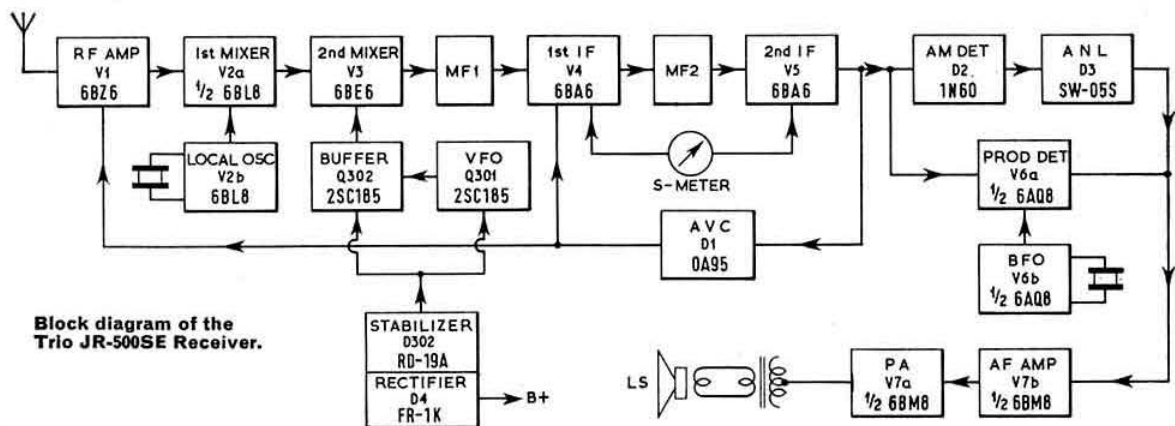 RF AMP
V1
6BZ6
1st MIXER
V2a
1/2 6BL8
2nd MIXER
V3
6BE6
MF1
1st IF
V4
6BA6
MF2
2nd IF
V5
6BA6
AM DET
D2.
1N60
A N L
D3
SW-05S
LOCAL OSC
V2b
6BL8
BUFFER
Q302
2SC185
VFO
Q301
2SC185
S-METER
PROD DET
V6a
1/2 6AQ8
A V C
D1
0A95
BFO
V6b
1/2 6AQ8
Block diagram of the
Trio JR-500SE Receiver.
STABILIZER
D302
RD-19A
RECTIFIER
D4
FR-1K
B+
LS
PA
V7a
1/2 6BM8
AF AMP
V7b
1/2 6BM8